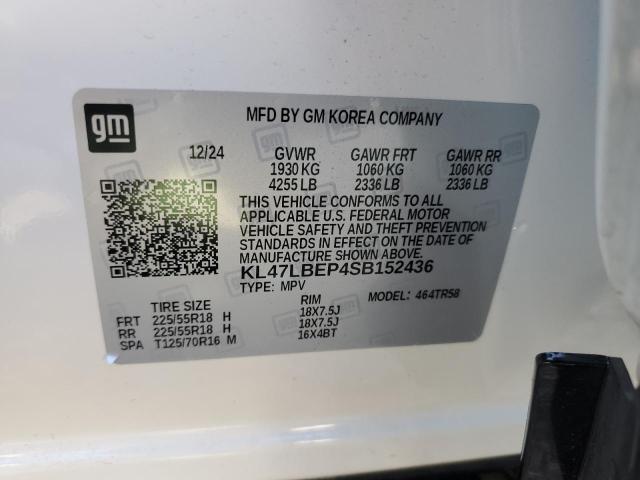 gm
MFD BY GM KOREA COMPANY
12/24 GVWR GAWR FRT GAWR RR
1930 KG 1060 KG 1060 KG
4255 LB 2336 LB 2336 LB
THIS VEHICLE CONFORMS TO ALL
APPLICABLE U.S. FEDERAL MOTOR
VEHICLE SAFETY AND THEFT PREVENTION
STANDARDS IN EFFECT ON THE DATE OF
MANUFACTURE SHOWN ABOVE.
KL47LBEP4SB152436
TYPE: MPV MODEL: 464TR58
TIRE SIZE RIM
FRT 225/55R18 H 18X7.5J
RR 225/55R18 H 18X7.5J
SPA T125/70R16 M 16X4BT